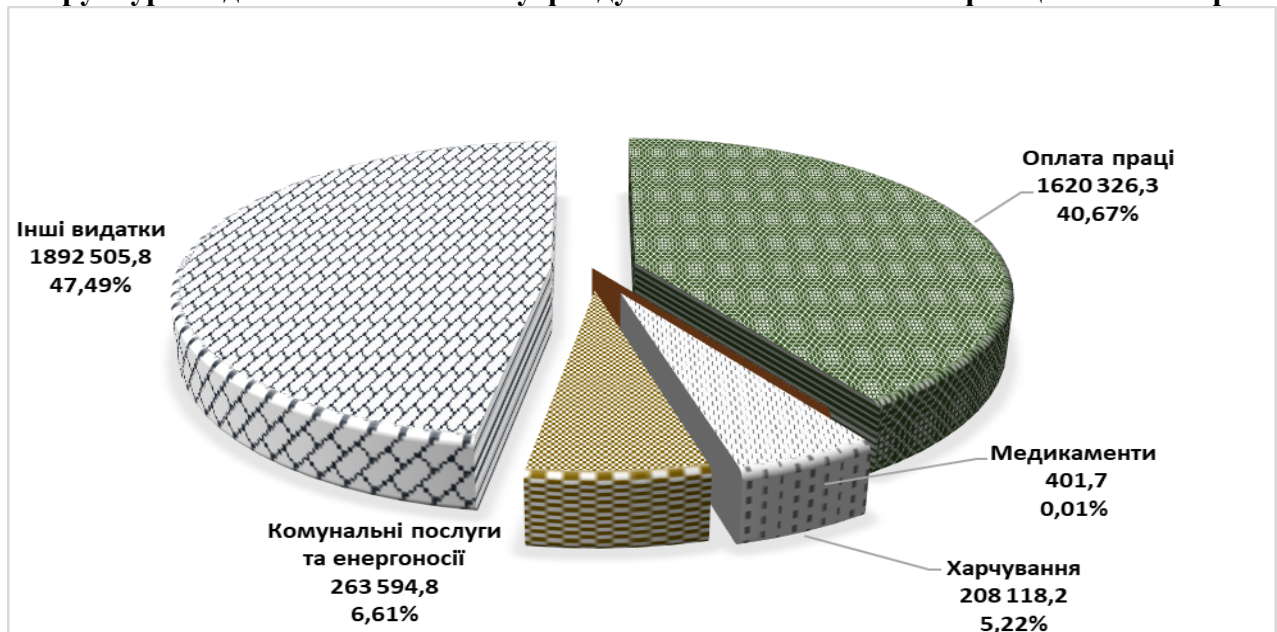 Оплата праці
1620 326,3
40,67%
Інші видатки
1892 505,8
47,49%
Медикаменти
401,7
0,01%
Комунальні послуги
та енергоносії
263 594,8
6,61%
Харчування
208 118,2
5,22%